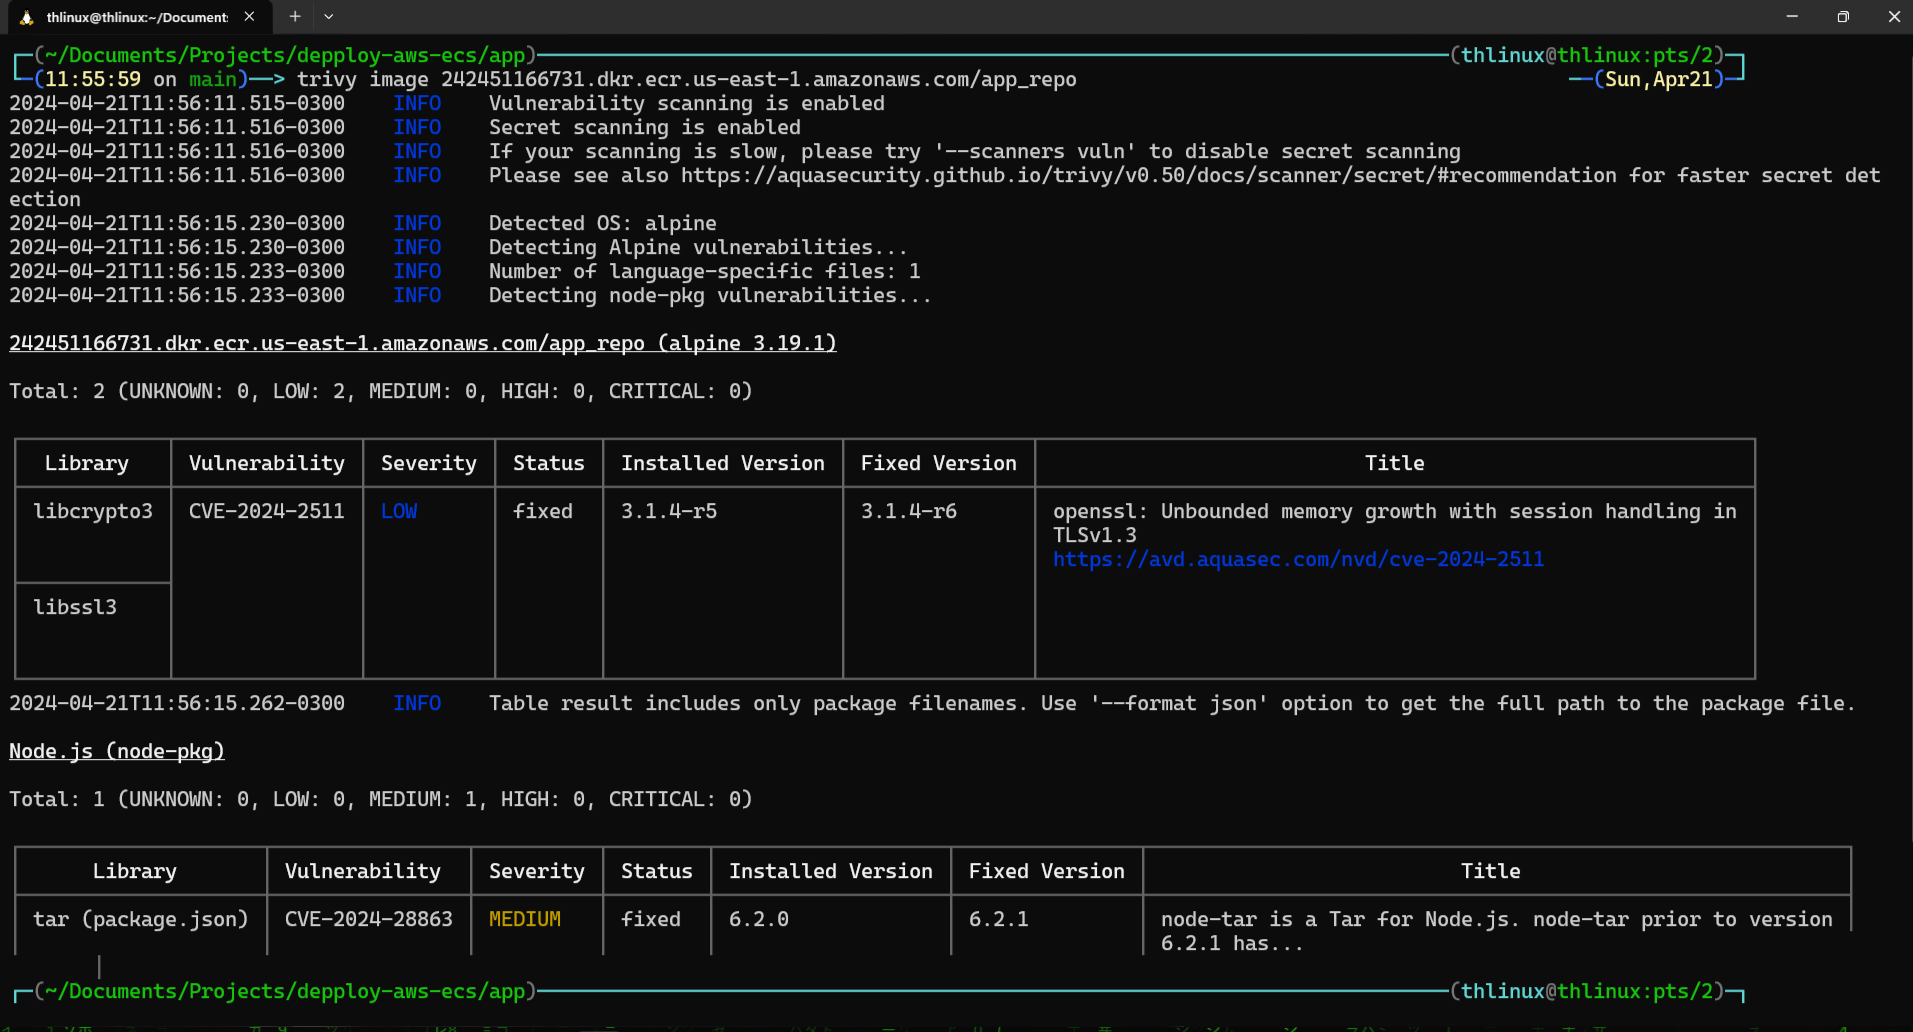 thlinux@thlinux:~/Document:
(~/Documents/Projects/depploy-aws-ecs/app) (thlinux@thlinux:pts/2)
(11:55:59 on main)──> trivy image 242451166731.dkr.ecr.us-east-1.amazonaws.com/app_repo (Sun,Apr21)
2024-04-21T11:56:11.515-0300 INFO Vulnerability scanning is enabled
2024-04-21T11:56:11.516-0300 INFO Secret scanning is enabled
2024-04-21T11:56:11.516-0300 INFO If your scanning is slow, please try '--scanners vuln' to disable secret scanning
2024-04-21T11:56:11.516-0300 INFO Please see also https://aquasecurity.github.io/trivy/v0.50/docs/scanner/secret/#recommendation for faster secret det
ection
2024-04-21T11:56:15.230-0300 INFO Detected OS: alpine
2024-04-21T11:56:15.230-0300 INFO Detecting Alpine vulnerabilities...
2024-04-21T11:56:15.233-0300 INFO Number of language-specific files: 1
2024-04-21T11:56:15.233-0300 INFO Detecting node-pkg vulnerabilities...
242451166731.dkr.ecr.us-east-1.amazonaws.com/app_repo (alpine 3.19.1)
Total: 2 (UNKNOWN: 0, LOW: 2, MEDIUM: 0, HIGH: 0, CRITICAL: 0)
Library Vulnerability Severity Status Installed Version Fixed Version Title
libcrypto3 CVE-2024-2511 LOW fixed 3.1.4-r5 3.1.4-r6 openssl: Unbounded memory growth with session handling in
TLSv1.3
https://avd.aquasec.com/nvd/cve-2024-2511
libssl3
2024-04-21T11:56:15.262-0300 INFO Table result includes only package filenames. Use '--format json' option to get the full path to the package file.
Node.js (node-pkg)
Total: 1 (UNKNOWN: 0, LOW: 0, MEDIUM: 1, HIGH: 0, CRITICAL: 0)
Library Vulnerability Severity Status Installed Version Fixed Version Title
tar (package.json) CVE-2024-28863 MEDIUM fixed 6.2.0 6.2.1 node-tar is a Tar for Node.js. node-tar prior to version
6.2.1 has...
(~/Documents/Projects/depploy-aws-ecs/app) (thlinux@thlinux:pts/2)